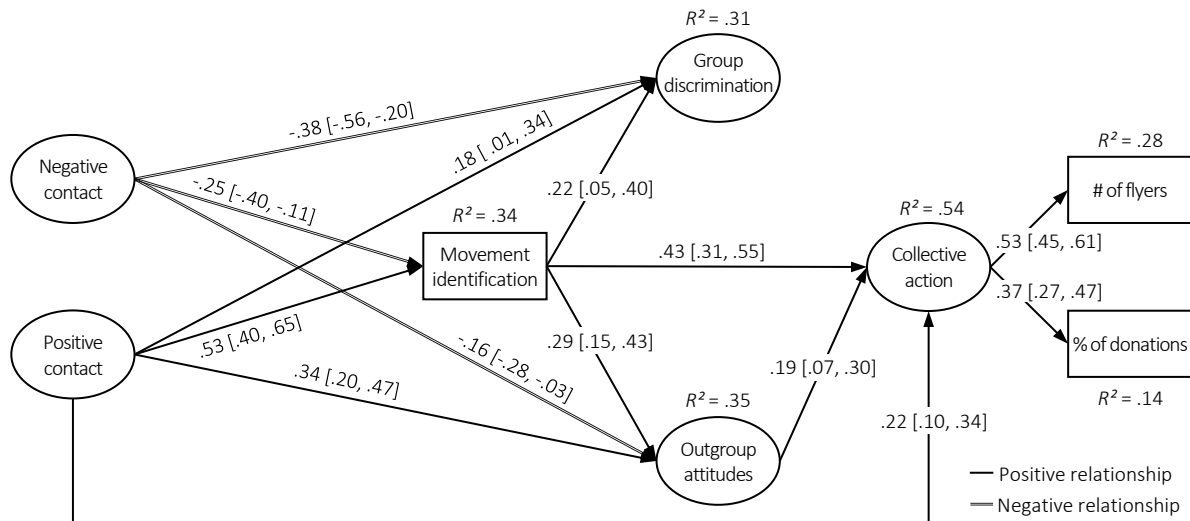 R² = .31
Group
discrimination
-.38 [-.56, -.20]
.18 [ .01, .34]
R² = .28
Negative
contact
-.25 [-.40, -.11]
.22 [.05, .40]
# of flyers
R² = .34
R² = .54
Movement
identification
.43 [.31, .55]
Collective
action
.53 [.45, .61]
.37 [.27, .47]
Positive
contact
.53 [.40, .65]
-.16 [-.28, -.03]
.29 [.15, .43]
.19 [.07, .30]
% of donations
.34 [.20, .47]
R² = .35
R² = .14
.22 [.10, .34]
Outgroup
attitudes
Positive relationship
Negative relationship